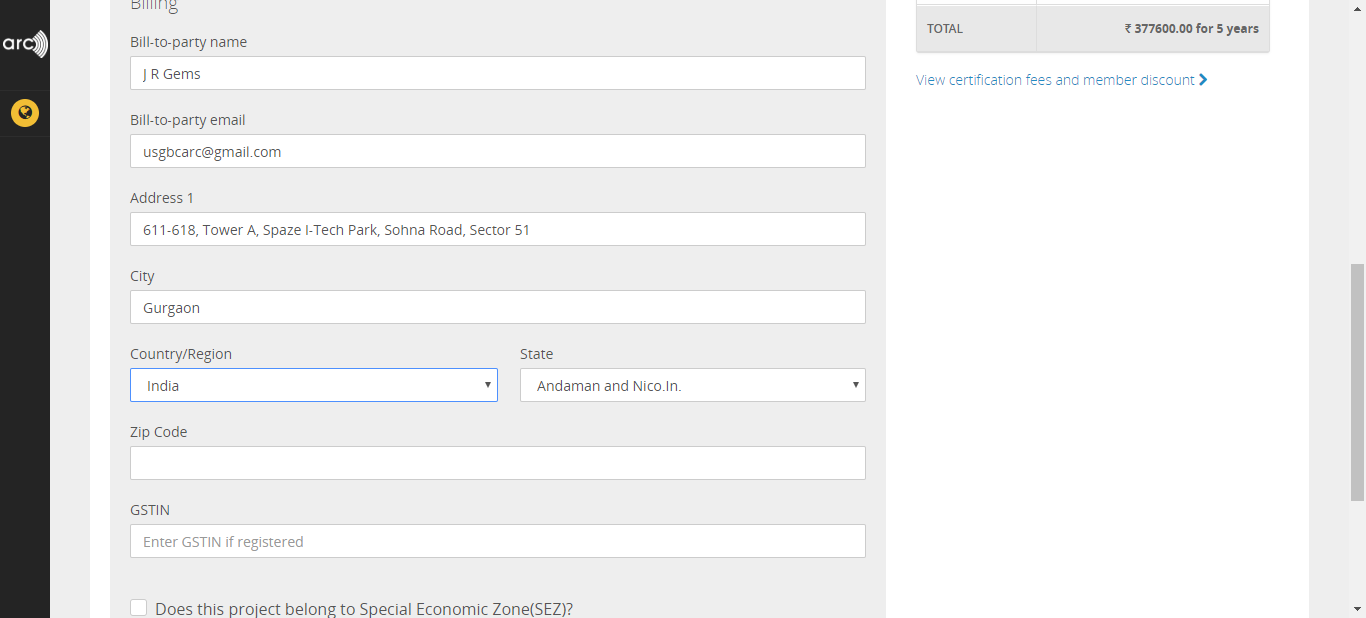 arc
Billing
Bill-to-party name
J R Gems
Bill-to-party email
usgbcarc@gmail.com
Address 1
611-618, Tower A, Spaze I-Tech Park, Sohna Road, Sector 51
City
Gurgaon
Country/Region
State
India
Andaman and Nico.In.
Zip Code
GSTIN
Enter GSTIN if registered
Does this project belong to Special Economic Zone(SEZ)?
TOTAL
₹ 377600.00 for 5 years
View certification fees and member discount